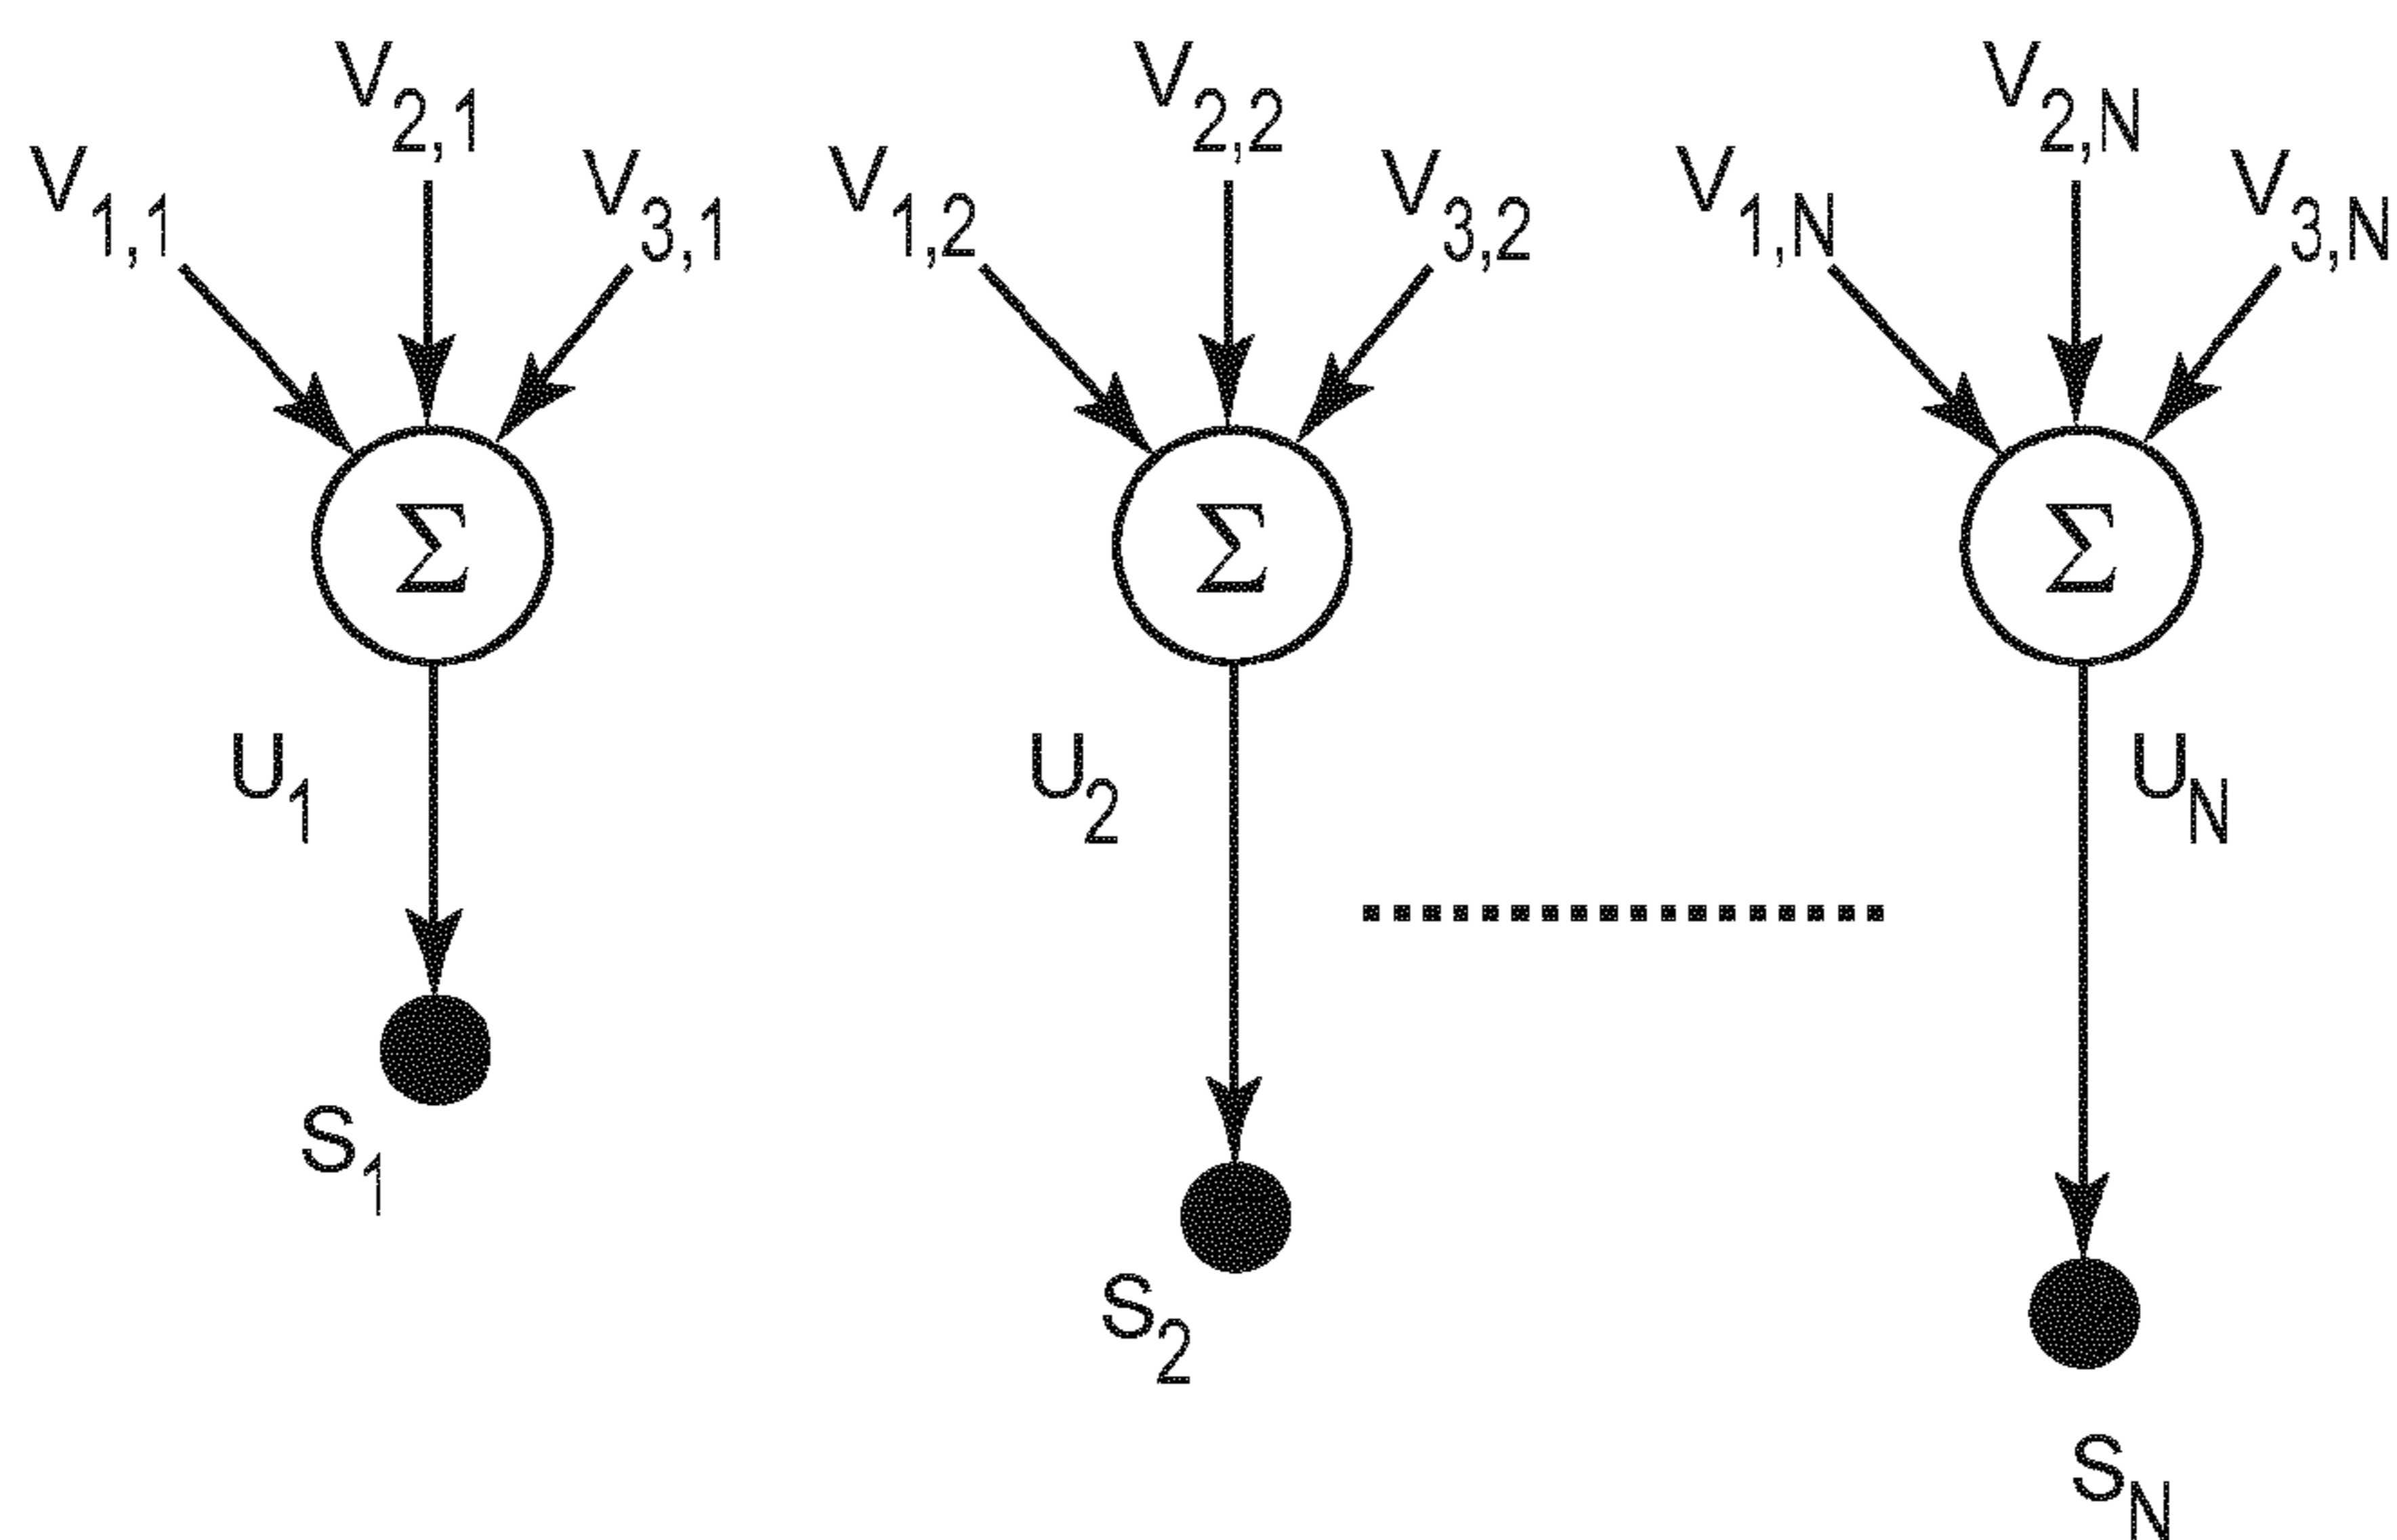 V2,1 V2,2 V2,N
V1,1 V3,1 V1,2 V3,2 V1,N V3,N
Σ Σ Σ
U1 U2 UN
S1
S2
SN